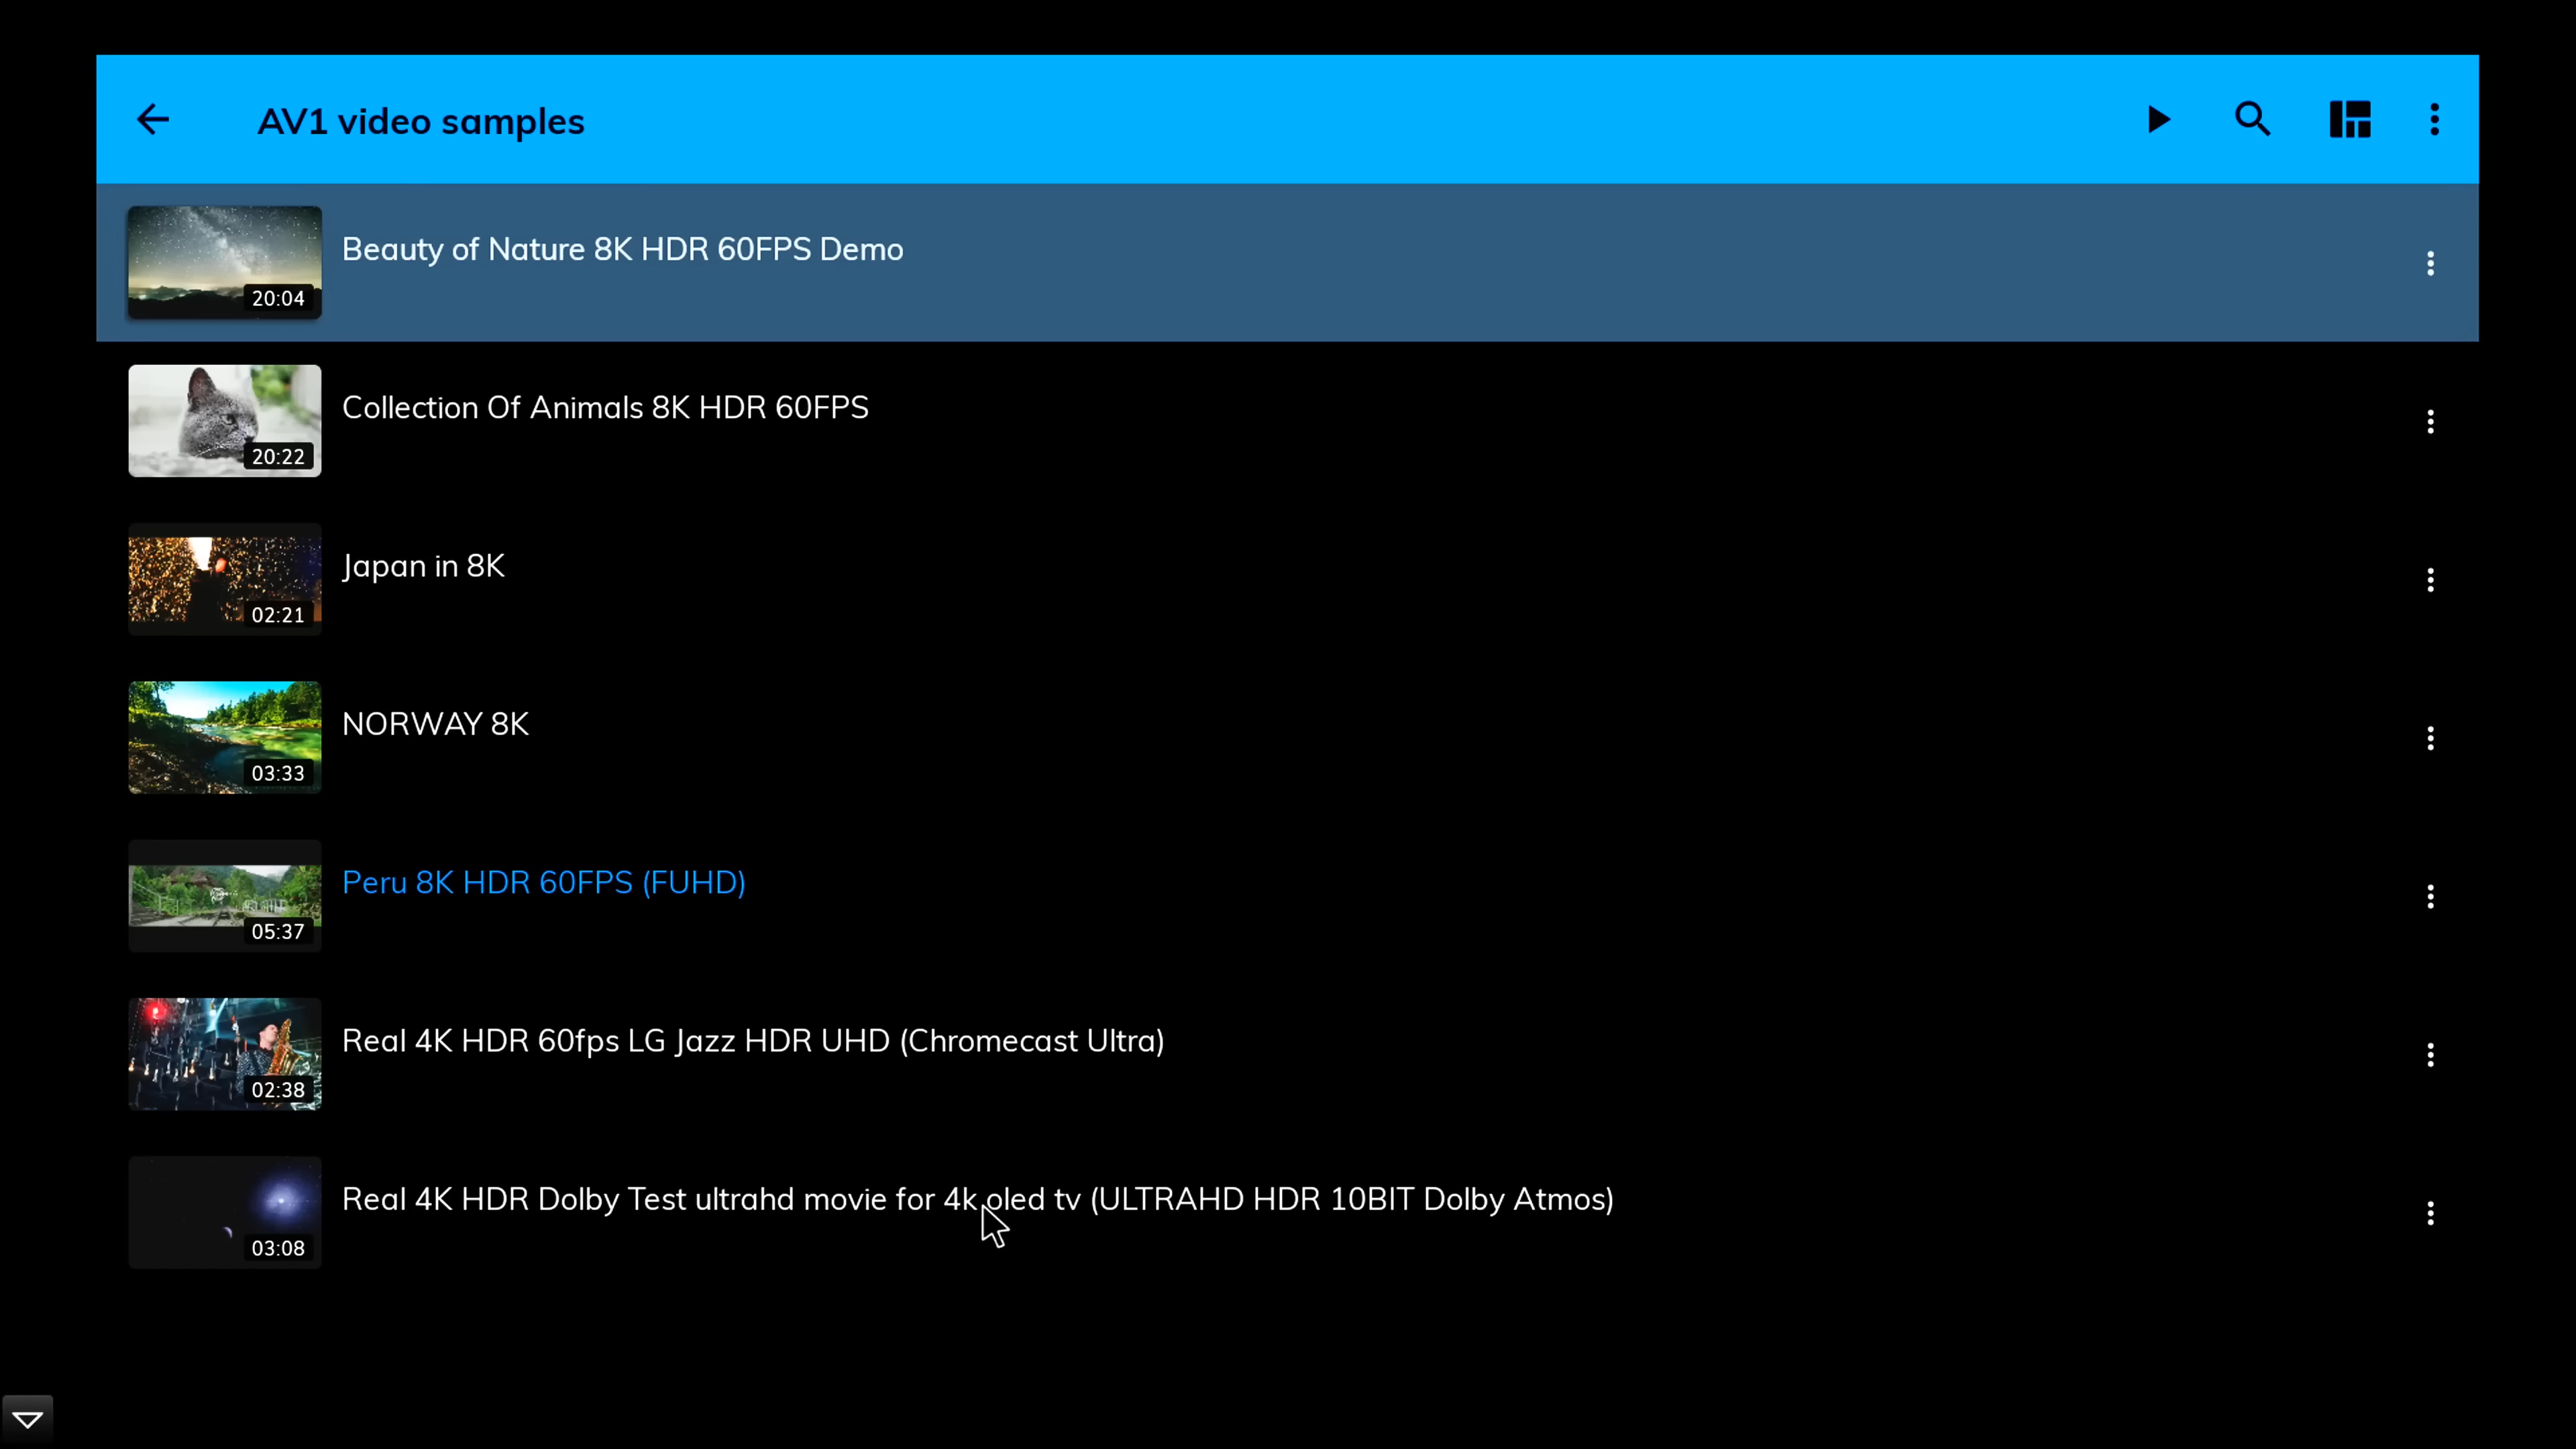 AV1 video samples
Beauty of Nature 8K HDR 60FPS Demo
20:04
Collection Of Animals 8K HDR 60FPS
20:22
Japan in 8K
02:21
NORWAY 8K
03:33
Peru 8K HDR 60FPS (FUHD)
05:37
Real 4K HDR 60fps LG Jazz HDR UHD (Chromecast Ultra)
02:38
Real 4K HDR Dolby Test ultrahd movie for 4k oled tv (ULTRAHD HDR 10BIT Dolby Atmos)
03:08